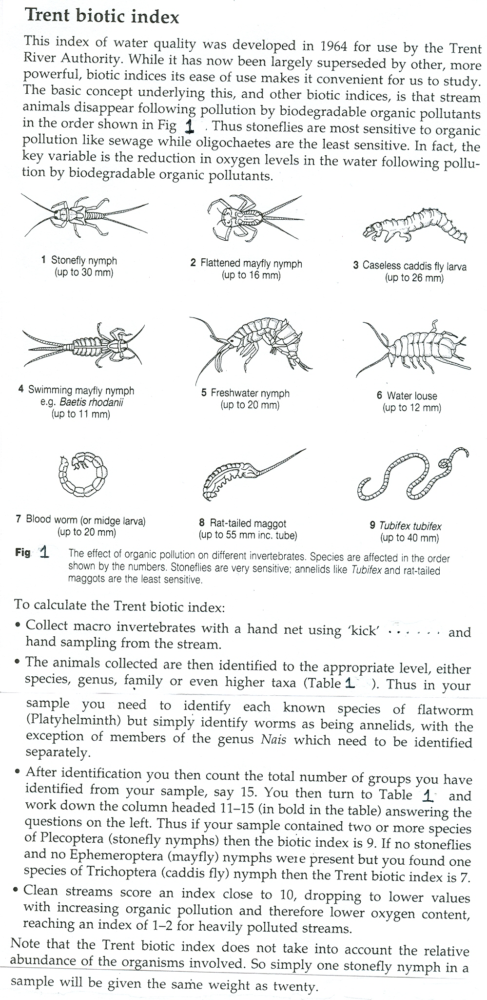 Trent biotic index
This index of water quality was developed in 1964 for use by the Trent
River Authority. While it has now been largely superseded by other, more
powerful, biotic indices its ease of use makes it convenient for us to study.
The basic concept underlying this, and other biotic indices, is that stream
animals disappear following pollution by biodegradable organic pollutants
in the order shown in Fig 1 . Thus stoneflies are most sensitive to organic
pollution like sewage while oligochaetes are the least sensitive. In fact, the
key variable is the reduction in oxygen levels in the water following pollu-
tion by biodegradable organic pollutants.
1 Stonefly nymph
(up to 30 mm)
2 Flattened mayfly nymph
(up to 16 mm)
3 Caseless caddis fly larva
(up to 26 mm)
4 Swimming mayfly nymph
e.g. Baetis rhodanii
(up to 11 mm)
5 Freshwater nymph
(up to 20 mm)
6 Water louse
(up to 12 mm)
7 Blood worm (or midge larva)
(up to 20 mm)
8 Rat-tailed maggot
(up to 55 mm inc. tube)
9 Tubifex tubifex
(up to 40 mm)
Fig 1 The effect of organic pollution on different invertebrates. Species are affected in the order
shown by the numbers. Stoneflies are very sensitive; annelids like Tubifex and rat-tailed
maggots are the least sensitive.
To calculate the Trent biotic index:
• Collect macro invertebrates with a hand net using 'kick' . . . . . . and
hand sampling from the stream.
• The animals collected are then identified to the appropriate level, either
species, genus, family or even higher taxa (Table 1 ). Thus in your
sample you need to identify each known species of flatworm
(Platyhelminth) but simply identify worms as being annelids, with the
exception of members of the genus Nais which need to be identified
separately.
• After identification you then count the total number of groups you have
identified from your sample, say 15. You then turn to Table 1 and
work down the column headed 11–15 (in bold in the table) answering the
questions on the left. Thus if your sample contained two or more species
of Plecoptera (stonefly nymphs) then the biotic index is 9. If no stoneflies
and no Ephemeroptera (mayfly) nymphs were present but you found one
species of Trichoptera (caddis fly) nymph then the Trent biotic index is 7.
• Clean streams score an index close to 10, dropping to lower values
with increasing organic pollution and therefore lower oxygen content,
reaching an index of 1–2 for heavily polluted streams.
Note that the Trent biotic index does not take into account the relative
abundance of the organisms involved. So simply one stonefly nymph in a
sample will be given the same weight as twenty.